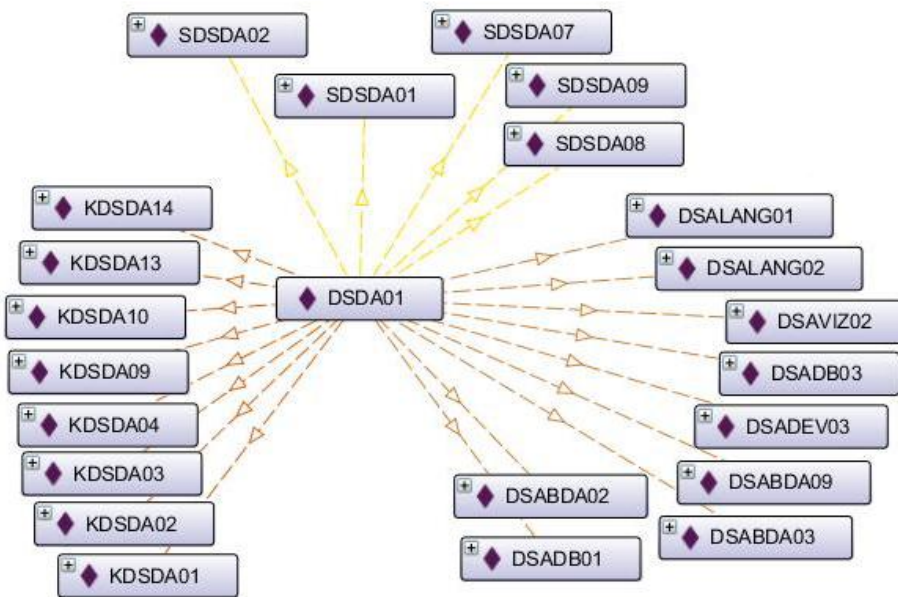 SDSDA02
SDSDA07
SDSDA01
SDSDA09
SDSDA08
KDSDA14
DSALANG01
KDSDA13
DSALANG02
DSDA01
KDSDA10
DSAVIZ02
KDSDA09
DSADB03
KDSDA04
DSADEV03
KDSDA03
DSABDA09
DSABDA02
KDSDA02
DSABDA03
DSADB01
KDSDA01